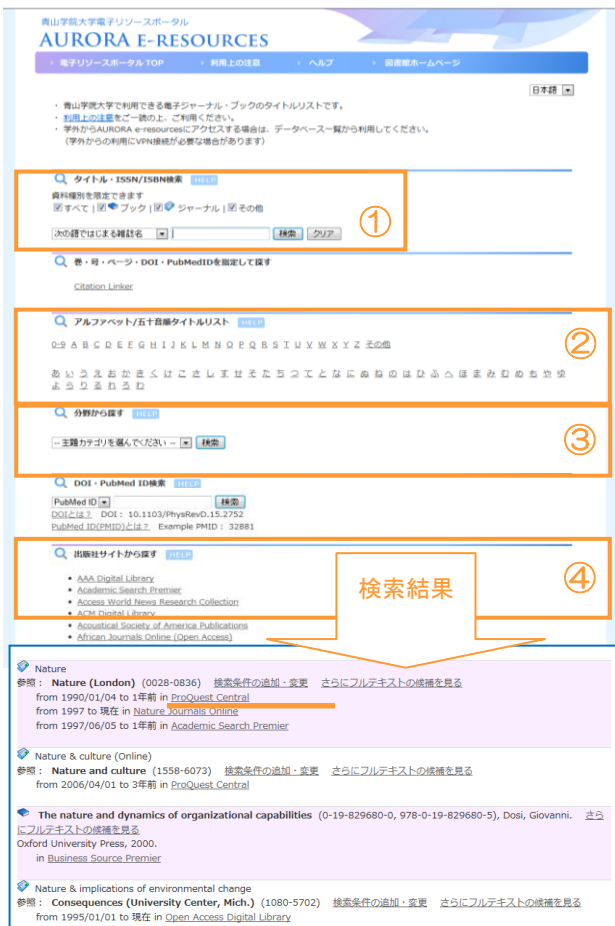 青山学院大学電子リソースポータル
AURORA E-RESOURCES
電子リソースポータル TOP 利用上の注意 ヘルプ 図書館ホームページ
日本語
・ 青山学院大学で利用できる電子ジャーナル・ブックのタイトルリストです。
・ 利用上の注意をご一読の上、ご利用ください。
・ 学外からAURORA e-resourcesにアクセスする場合は、データベース一覧から利用してください。
（学外からの利用にVPN接続が必要な場合があります）
タイトル・ISSN/ISBN検索 HELP
資料種別を限定できます
すべて | ブック | ジャーナル | その他
①
次の語ではじまる雑誌名 検索 クリア
巻・号・ページ・DOI・PubMedIDを指定して探す
Citation Linker
アルファベット/五十音順タイトルリスト HELP
②
0-9 A B C D E F G H I J K L M N O P Q R S T U V W X Y Z その他
あ い う え お か き く け こ さ し す せ そ た ち つ て と な に ぬ ね の は ひ ふ へ ほ ま み む め も や ゆ
よ ら り る れ ろ わ
分野から探す HELP
③
-- 主題カテゴリを選んでください -- 検索
DOI・PubMed ID検索 HELP
PubMed ID 検索
DOIとは？ DOI： 10.1103/PhysRevD.15.2752
PubMed ID(PMID)とは？ Example PMID： 32881
出版社サイトから探す HELP
④
検索結果
• AAA Digital Library
• Academic Search Premier
• Access World News Research Collection
• ACM Digital Library
• Acoustical Society of America Publications
• African Journals Online (Open Access)
Nature
参照： Nature (London) (0028-0836) 検索条件の追加・変更 さらにフルテキストの候補を見る
from 1990/01/04 to 1年前 in ProQuest Central
from 1997 to 現在 in Nature Journals Online
from 1997/06/05 to 1年前 in Academic Search Premier
Nature & culture (Online)
参照： Nature and culture (1558-6073) 検索条件の追加・変更 さらにフルテキストの候補を見る
from 2006/04/01 to 3年前 in ProQuest Central
The nature and dynamics of organizational capabilities (0-19-829680-0, 978-0-19-829680-5), Dosi, Giovanni. さら
にフルテキストの候補を見る
Oxford University Press, 2000.
in Business Source Premier
Nature & implications of environmental change
参照： Consequences (University Center, Mich.) (1080-5702) 検索条件の追加・変更 さらにフルテキストの候補を見る
from 1995/01/01 to 現在 in Open Access Digital Library